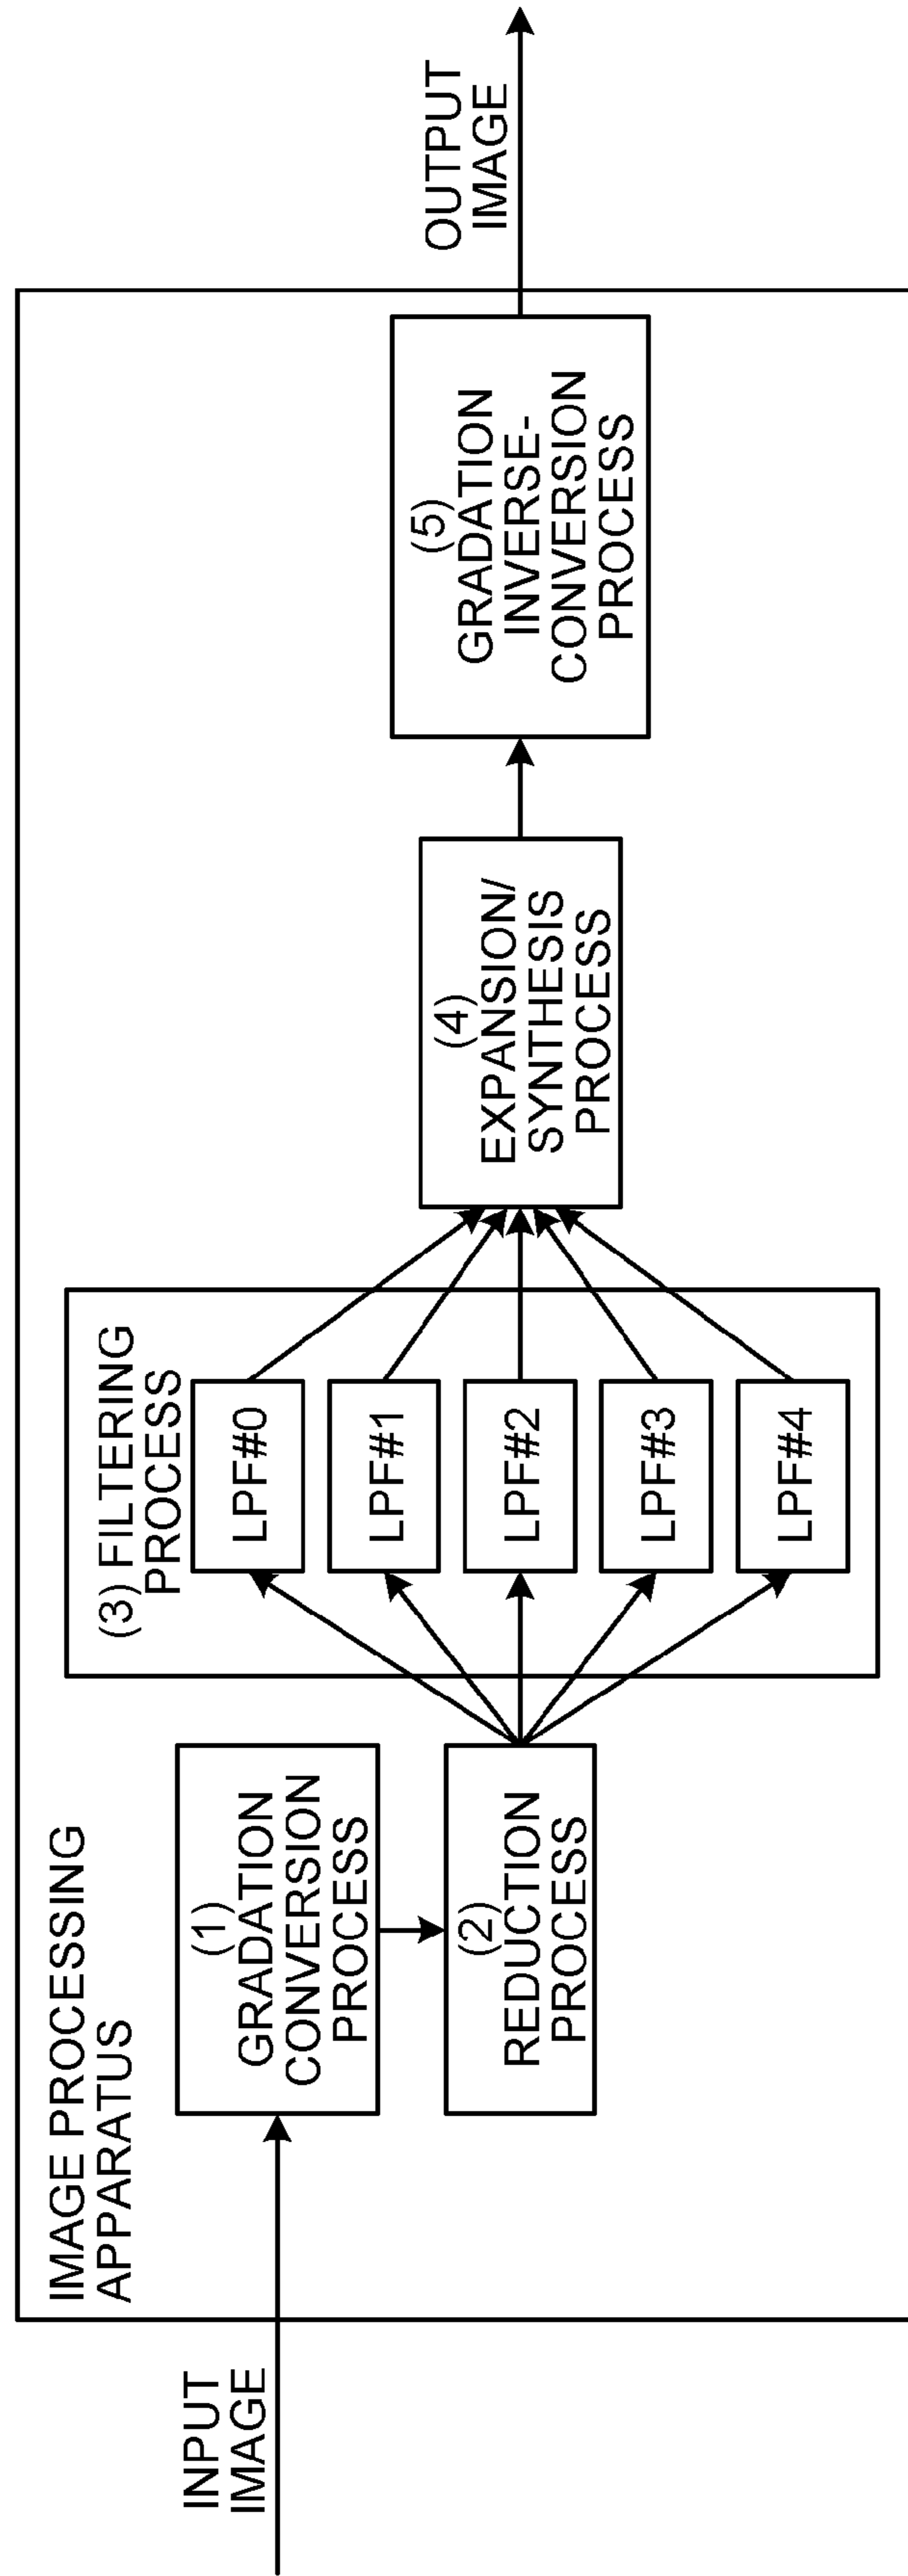 IMAGE PROCESSING
APPARATUS
INPUT
IMAGE
(1)
GRADATION
CONVERSION
PROCESS
(2)
REDUCTION
PROCESS
(3) FILTERING
PROCESS
LPF#0
LPF#1
LPF#2
LPF#3
LPF#4
(4)
EXPANSION/
SYNTHESIS
PROCESS
(5)
GRADATION
INVERSE-
CONVERSION
PROCESS
OUTPUT
IMAGE